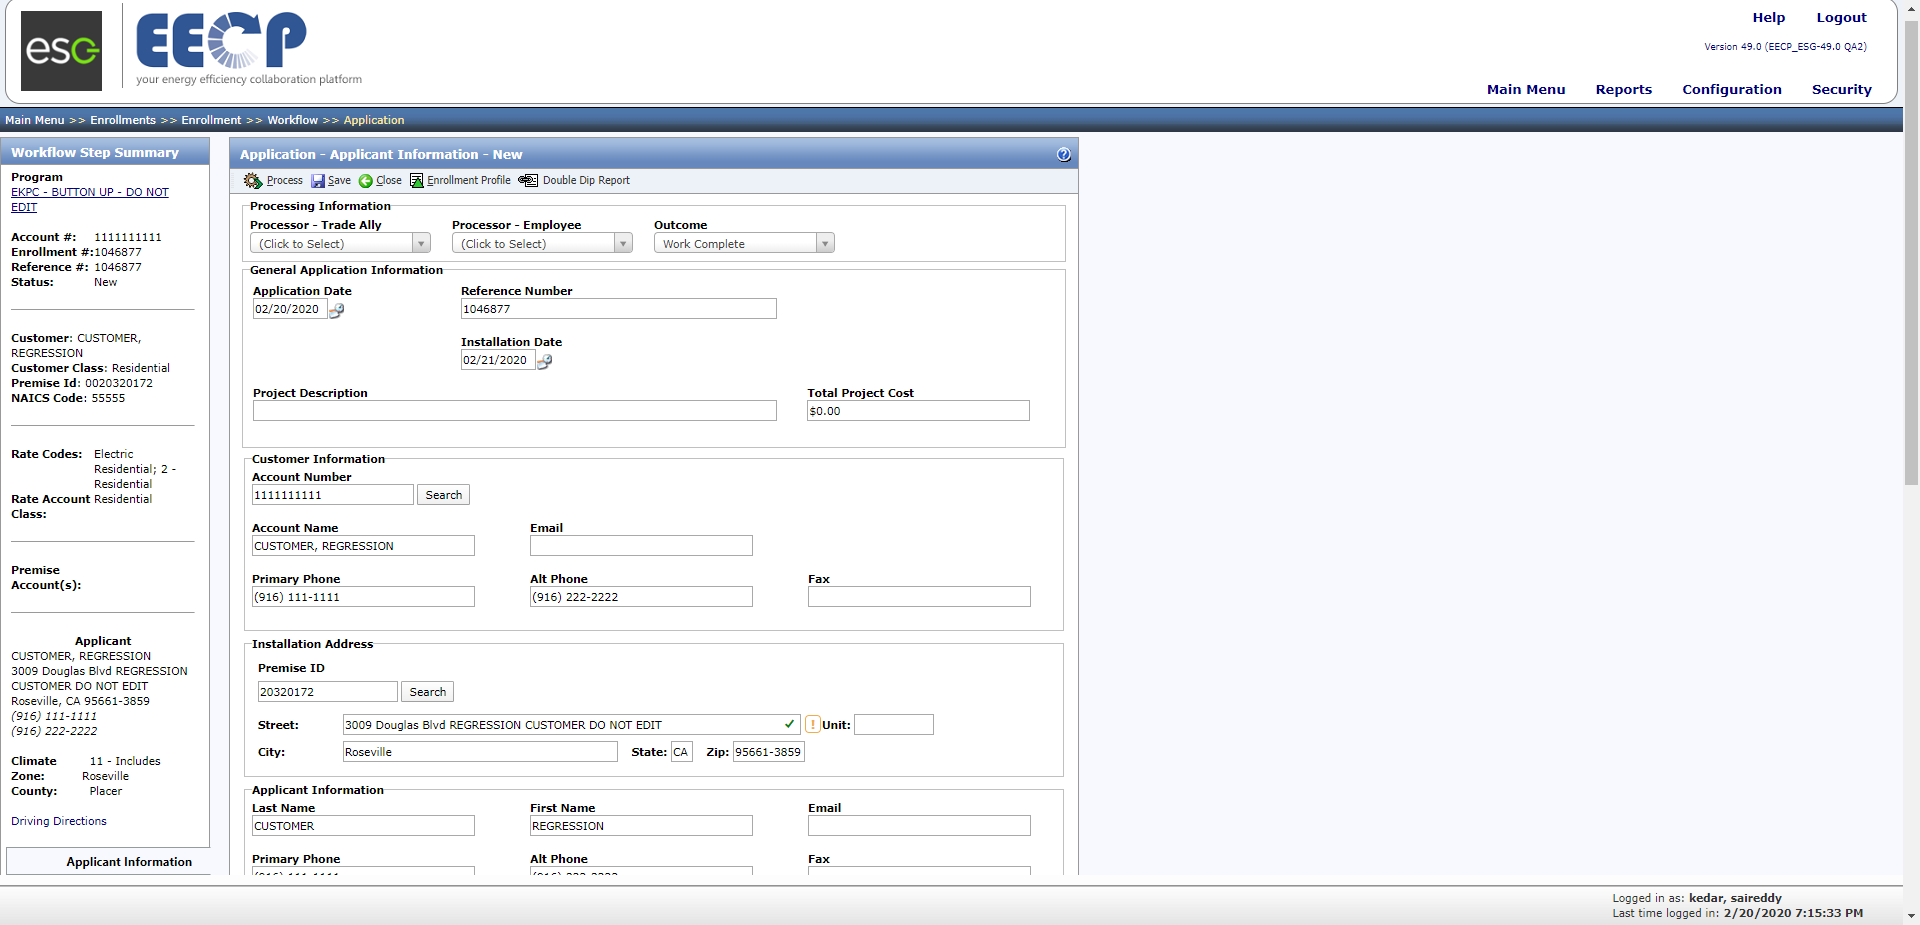 esc
EECP
your energy efficiency collaboration platform
Help Logout
Version 49.0 (EECP_ESG-49.0 QA2)
Main Menu Reports Configuration Security
Main Menu >> Enrollments >> Enrollment >> Workflow >> Application
Workflow Step Summary
Program
EKPC - BUTTON UP - DO NOT
EDIT
Account #: 1111111111
Enrollment #:1046877
Reference #: 1046877
Status: New
Customer: CUSTOMER,
REGRESSION
Customer Class: Residential
Premise Id: 0020320172
NAICS Code: 55555
Rate Codes: Electric
Residential; 2 -
Residential
Rate Account Residential
Class:
Premise
Account(s):
Applicant
CUSTOMER, REGRESSION
3009 Douglas Blvd REGRESSION
CUSTOMER DO NOT EDIT
Roseville, CA 95661-3859
(916) 111-1111
(916) 222-2222
Climate 11 - Includes
Zone: Roseville
County: Placer
Driving Directions
Applicant Information
Application - Applicant Information - New
Process Save Close Enrollment Profile Double Dip Report
Processing Information
Processor - Trade Ally Processor - Employee Outcome
(Click to Select) (Click to Select) Work Complete
General Application Information
Application Date Reference Number
02/20/2020 1046877
Installation Date
02/21/2020
Project Description Total Project Cost
$0.00
Customer Information
Account Number
1111111111 Search
Account Name Email
CUSTOMER, REGRESSION
Primary Phone Alt Phone Fax
(916) 111-1111 (916) 222-2222
Installation Address
Premise ID
20320172 Search
Street: 3009 Douglas Blvd REGRESSION CUSTOMER DO NOT EDIT ! Unit:
City: Roseville State: CA Zip: 95661-3859
Applicant Information
Last Name First Name Email
CUSTOMER REGRESSION
Primary Phone Alt Phone Fax
(916) 111-1111 (916) 222-2222
Logged in as: kedar, saireddy
Last time logged in: 2/20/2020 7:15:33 PM